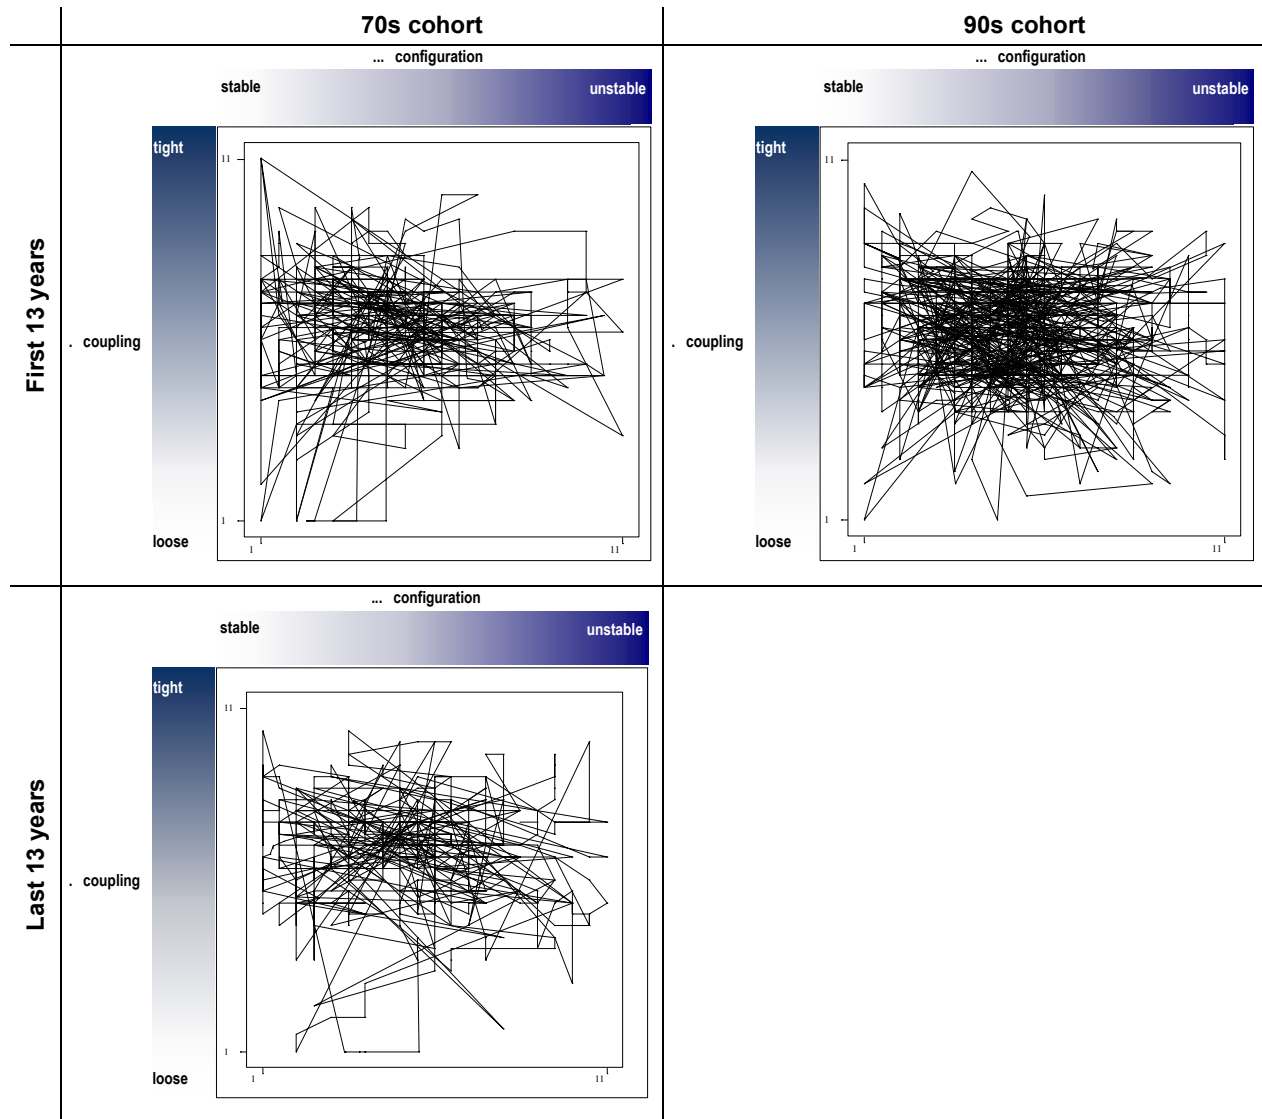 70s cohort
90s cohort
First 13 years
... configuration
stable
unstable
tight
. coupling
loose
11
1
1
11
... configuration
stable
unstable
tight
. coupling
loose
11
1
1
11
Last 13 years
... configuration
stable
unstable
tight
. coupling
loose
11
1
1
11